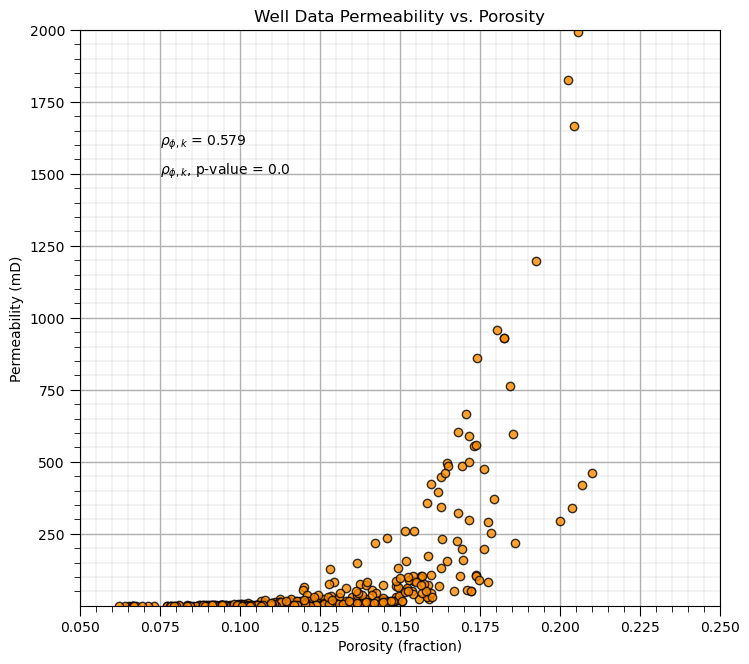 Well Data Permeability vs. Porosity
2000
1750
1500
1250
1000
750
500
250
Permeability (mD)
ρϕ,k = 0.579
ρϕ,k, p-value = 0.0
0.050 0.075 0.100 0.125 0.150 0.175 0.200 0.225 0.250
Porosity (fraction)